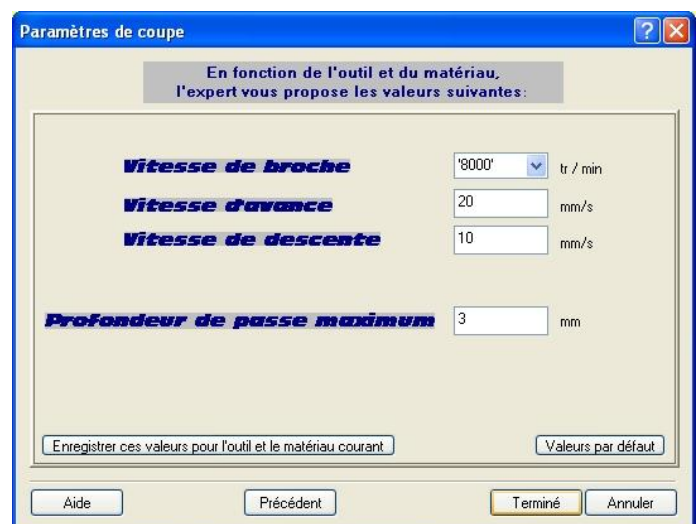 Paramètres de coupe
En fonction de l'outil et du matériau,
l'expert vous propose les valeurs suivantes:
Vitesse de broche '8000' tr / min
Vitesse d'avance 20 mm/s
Vitesse de descente 10 mm/s
Profondeur de passe maximum 3 mm
Enregistrer ces valeurs pour l'outil et le matériau courant Valeurs par défaut
Aide Précédent Terminé Annuler